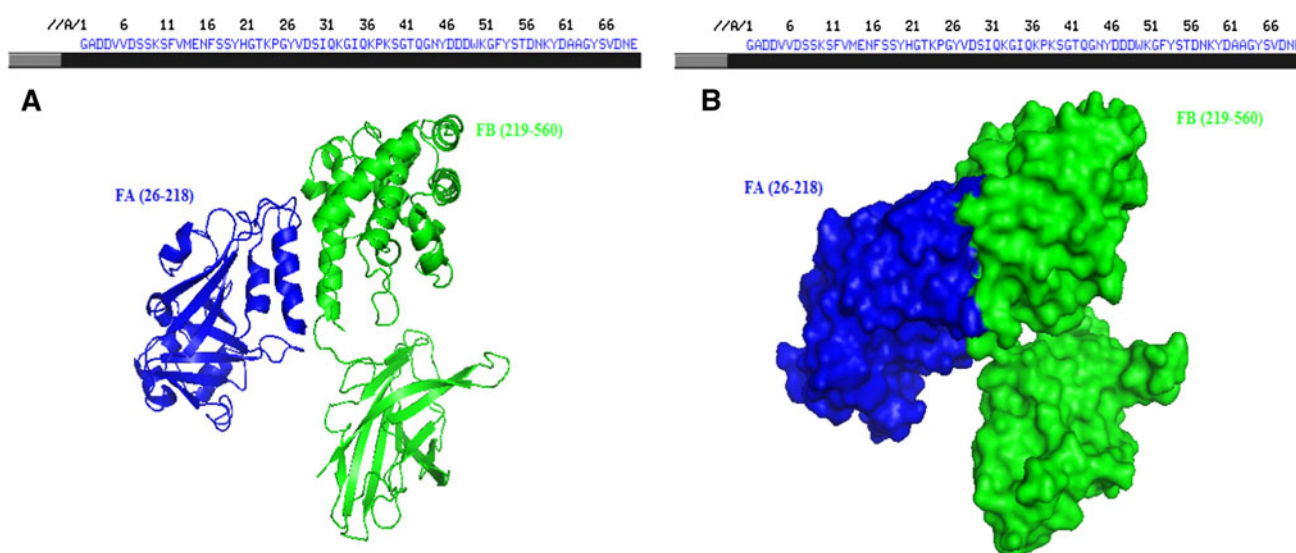 //A/1 6 11 16 21 26 31 36 41 46 51 56 61 66
GADDVVDSSKSFVMENFSSYHGTKPGYVDSIQKGIQKPKSGTQGNYDDDWKGFYSTDNKYDAAGYSVDNE
//A/1 6 11 16 21 26 31 36 41 46 51 56 61 66
GADDVVDSSKSFVMENFSSYHGTKPGYVDSIQKGIQKPKSGTQGNYDDDWKGFYSTDNKYDAAGYSVDN
A
FB (219-560)
FA (26-218)
B
FB (219-560)
FA (26-218)